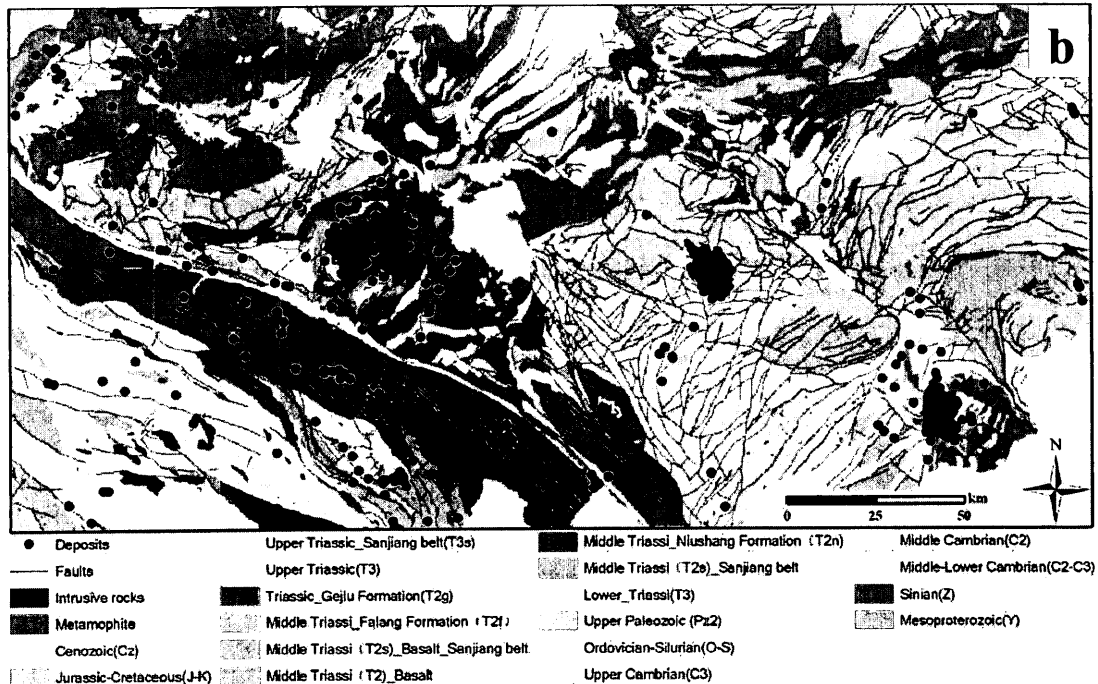 b
N
km
0 25 50
Deposits
Faults
Intrusive rocks
Metamophite
Cenozoic(Cz)
Jurassic-Cretaceous(J-K)
Upper Triassic_Sanjiang belt(T3s)
Upper Triassic(T3)
Triassic_Gejiu Formation(T2g)
Middle Triassi_Falang Formation (T2f)
Middle Triassi (T2s)_Basalt_Sanjiang belt
Middle Triassi (T2)_Basalt
Middle Triassi_Niushang Formation (T2n)
Middle Triassi (T2s)_Sanjiang belt
Lower_Triassi(T3)
Upper Paleozoic(Pz2)
Ordovician-Silurian(O-S)
Upper Cambrian(C3)
Middle Cambrian(C2)
Middle-Lower Cambrian(C2-C3)
Sinian(Z)
Mesoproterozoic(Y)